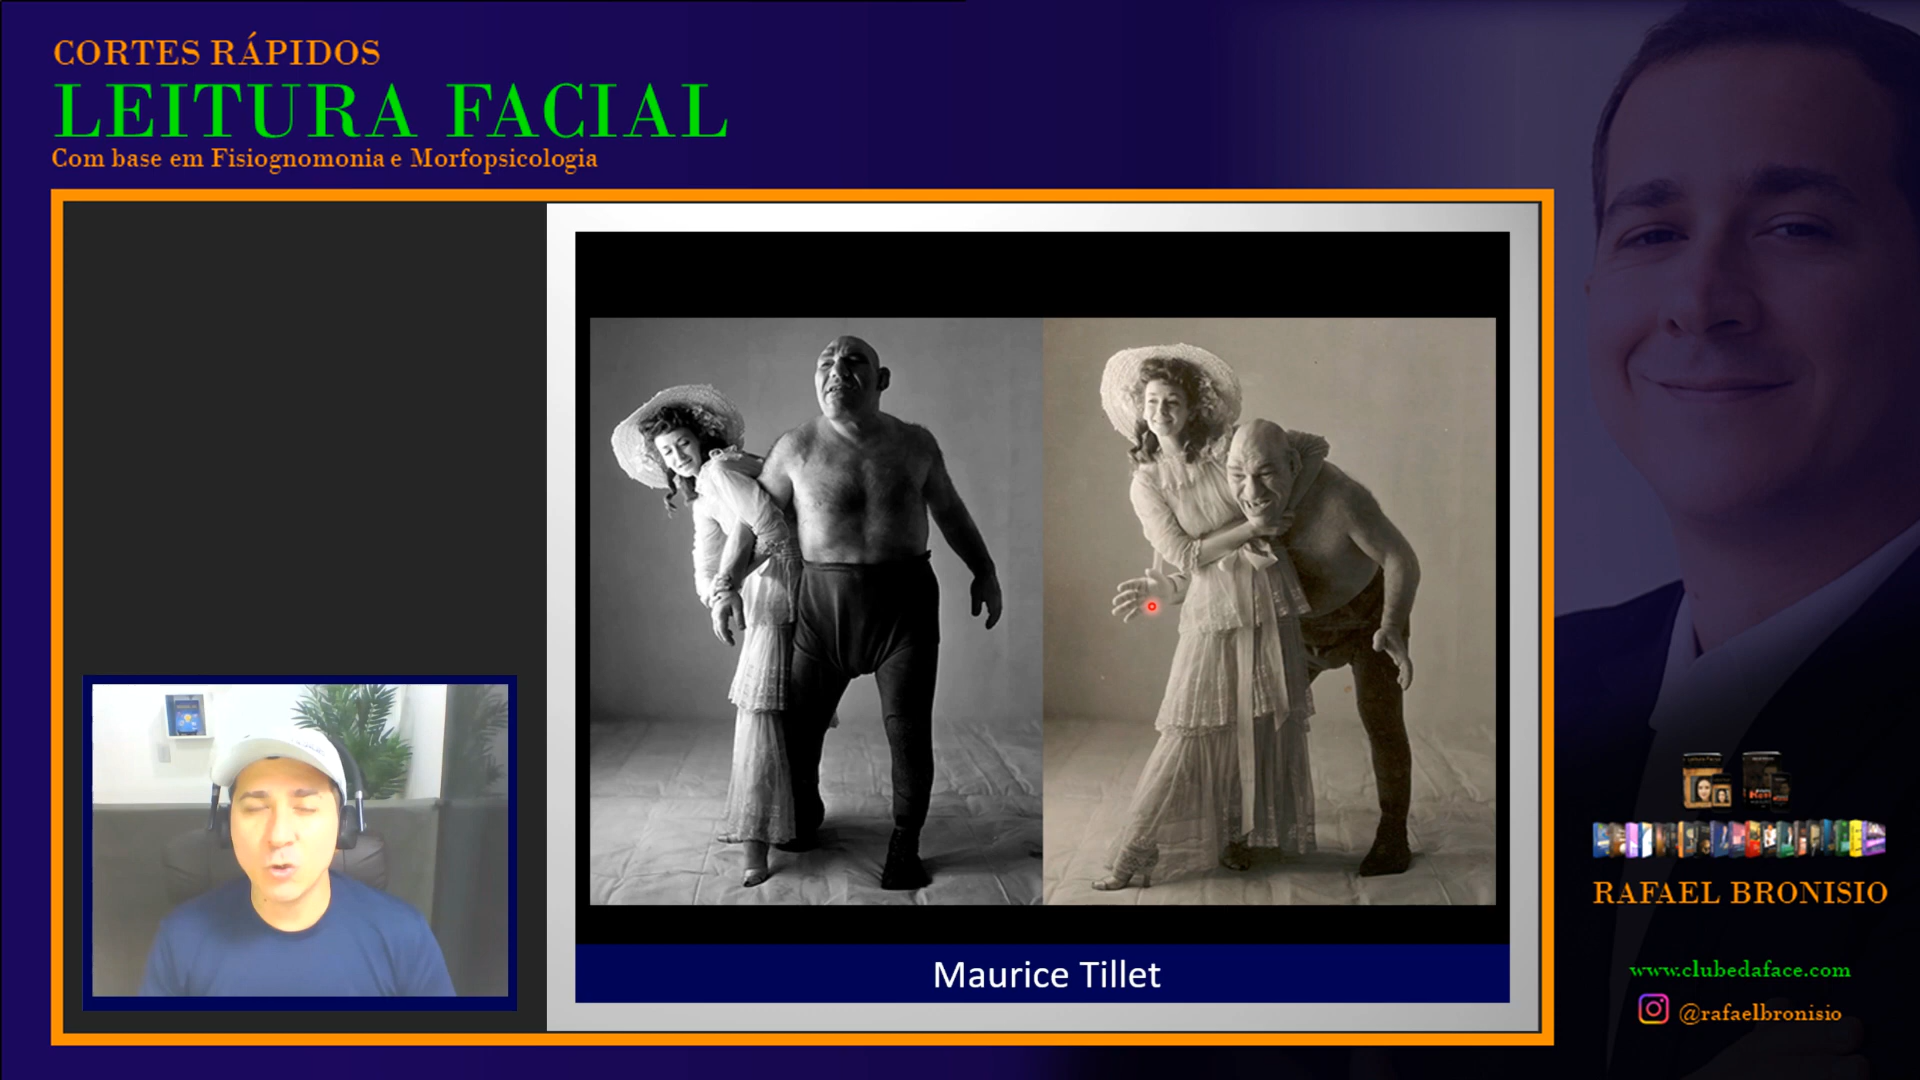 CORTES RÁPIDOS
LEITURA FACIAL
Com base em Fisiognomonia e Morfopsicologia
Maurice Tillet
RAFAEL BRONISIO
www.clubedaface.com
@rafaelbronisio